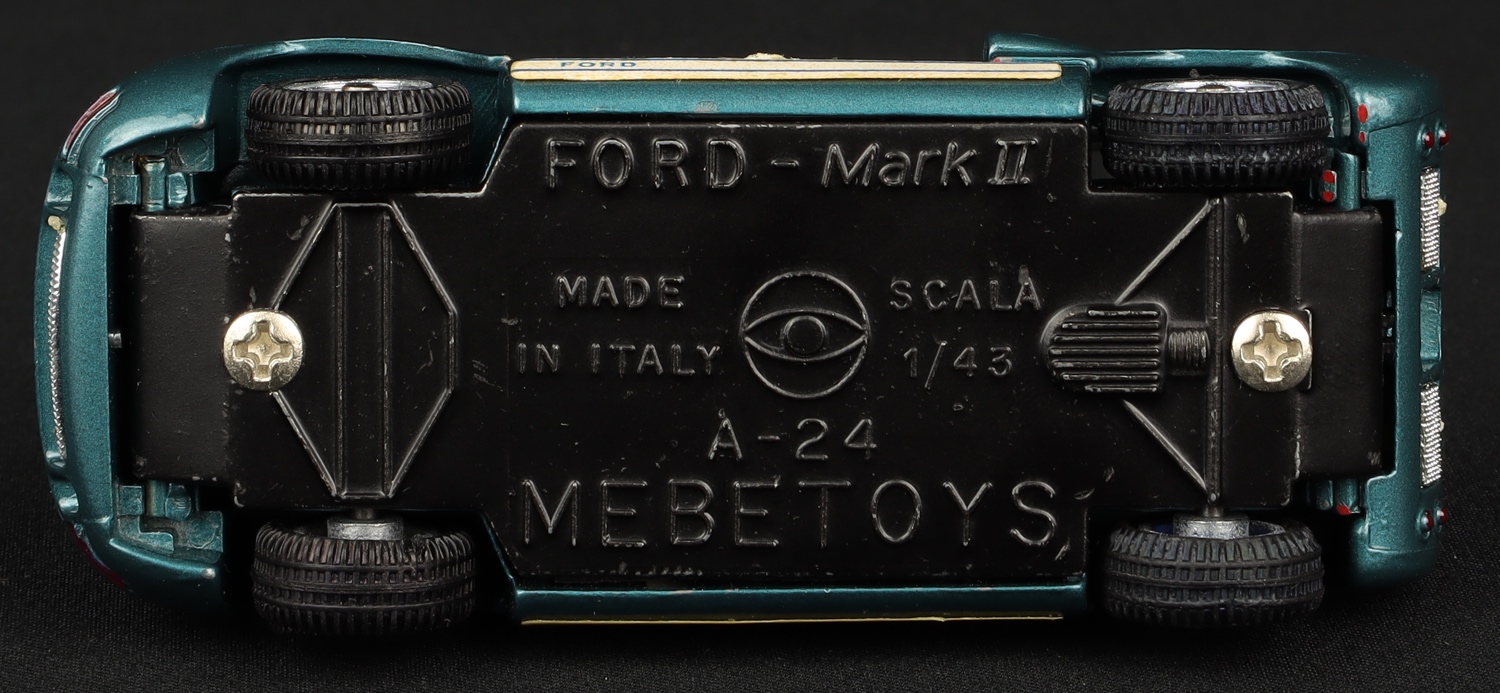 FORD
FORD - Mark II
MADE
IN ITALY
SCALA
1/43
A-24
MEBETOYS